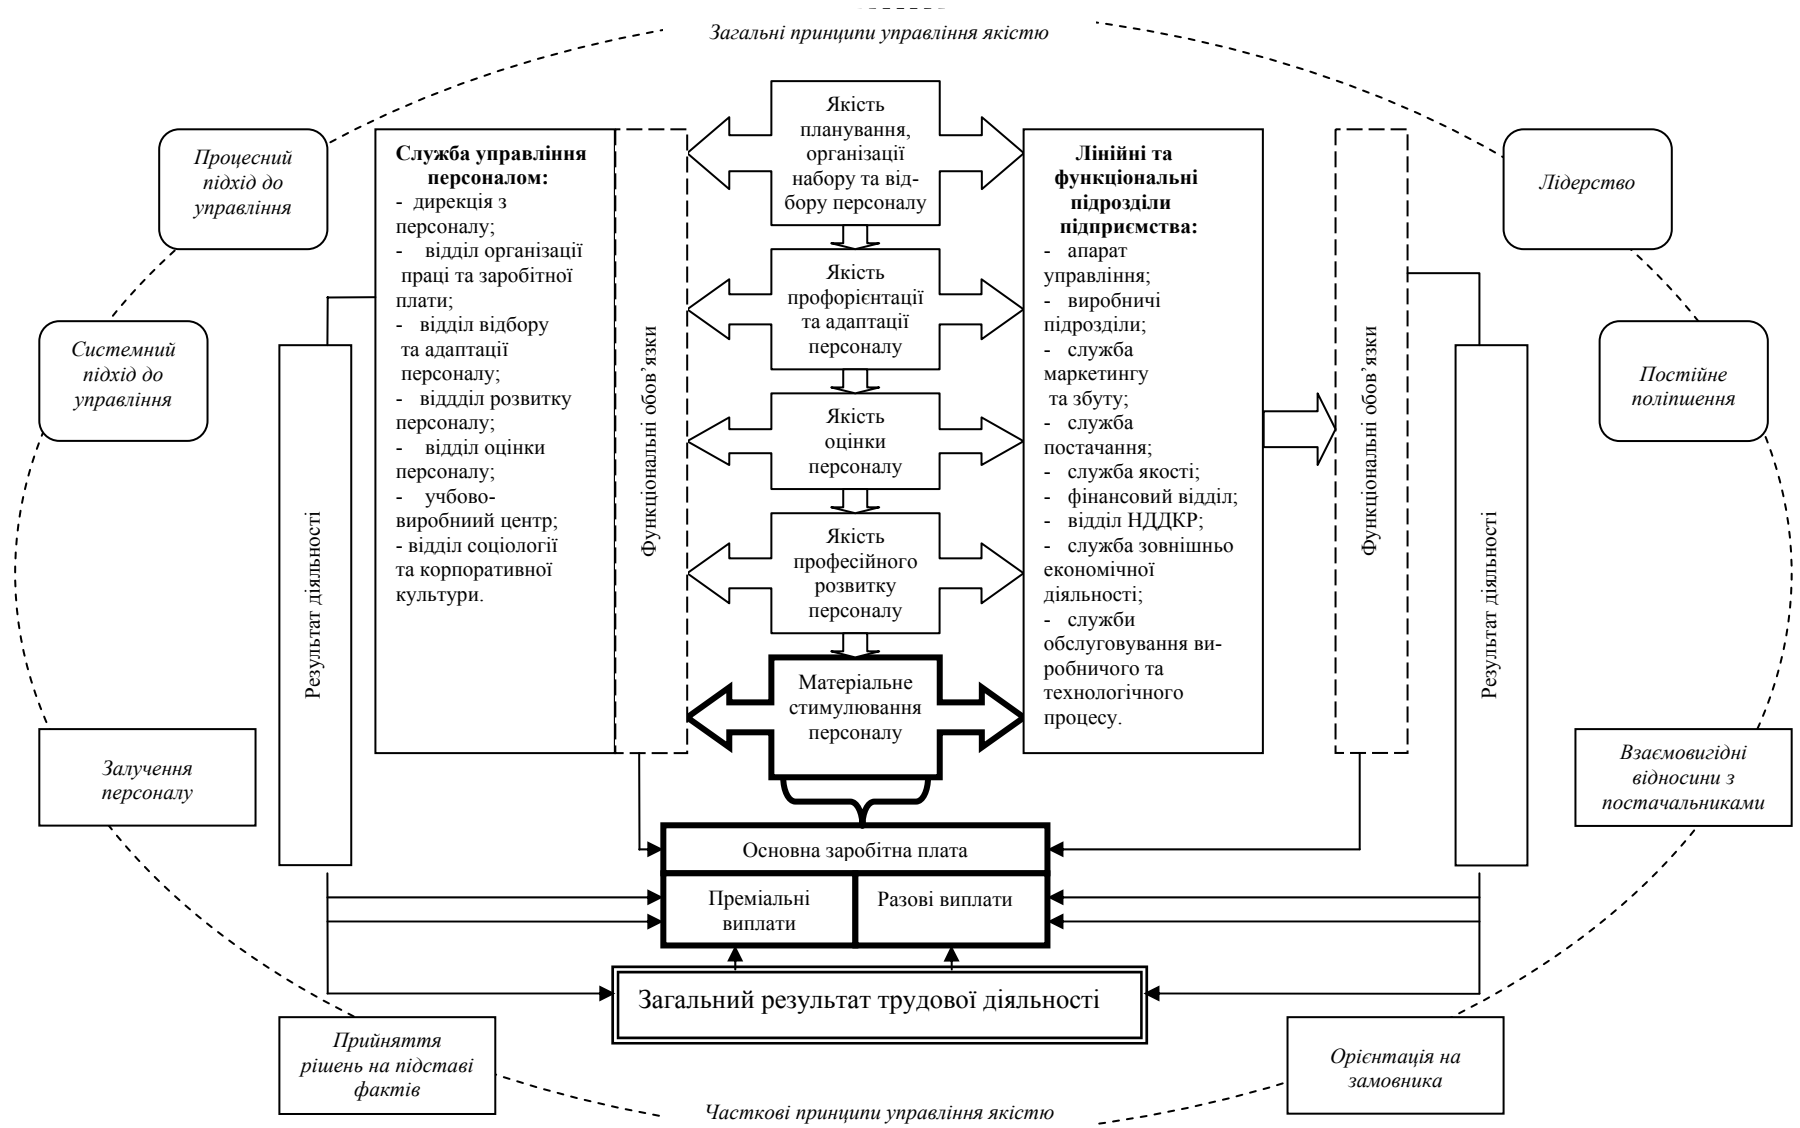 Загальні принципи управління якістю
Процесний
підхід до
управління
Системний
підхід до
управління
Залучення
персоналу
Прийняття
рішень на підставі
фактів
Результат діяльності
Служба управління
персоналом:
- дирекція з
персоналу;
- відділ організації
праці та заробітної
плати;
- відділ відбору
та адаптації
персоналу;
- віддділ розвитку
персоналу;
- відділ оцінки
персоналу;
- учбово-
виробниий центр;
- відділ соціології
та корпоративної
культури.
Функціональні обов’язки
Якість
планування,
організації
набору та від-
бору персоналу
Якість
профорієнтації
та адаптації
персоналу
Якість
оцінки
персоналу
Якість
професійного
розвитку
персоналу
Матеріальне
стимулювання
персоналу
Лінійні та
функціональні
підрозділи
підприємства:
- апарат
управління;
- виробничі
підрозділи;
- служба
маркетингу
та збуту;
- служба
постачання;
- служба якості;
- фінансовий відділ;
- відділ НДДКР;
- служба зовнішньо
економічної
діяльності;
- служби
обслуговування ви-
робничого та
технологічного
процесу.
Функціональні обов’язки
Результат діяльності
Лідерство
Постійне
поліпшення
Взаємовигідні
відносини з
постачальниками
Орієнтація на
замовника
Основна заробітна плата
Преміальні
виплати
Разові виплати
Загальний результат трудової діяльності
Часткові принципи управління якістю